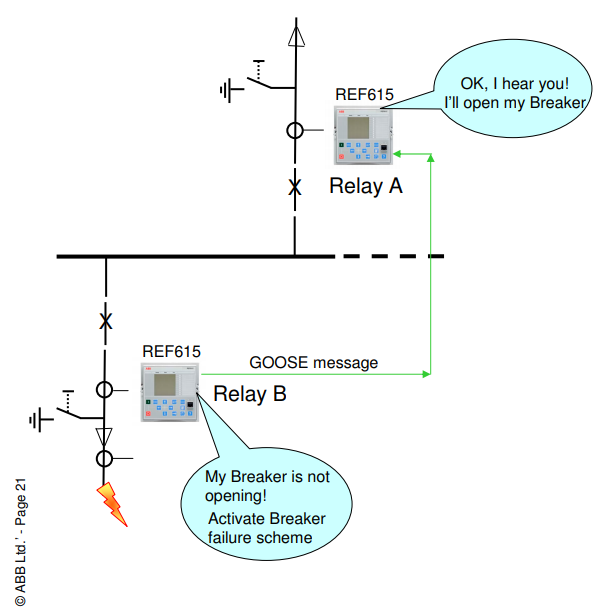 REF615
OK, I hear you!
I'll open my Breaker
Relay A
REF615
GOOSE message
Relay B
My Breaker is not
opening!
Activate Breaker
failure scheme
© ABB Ltd.' - Page 21